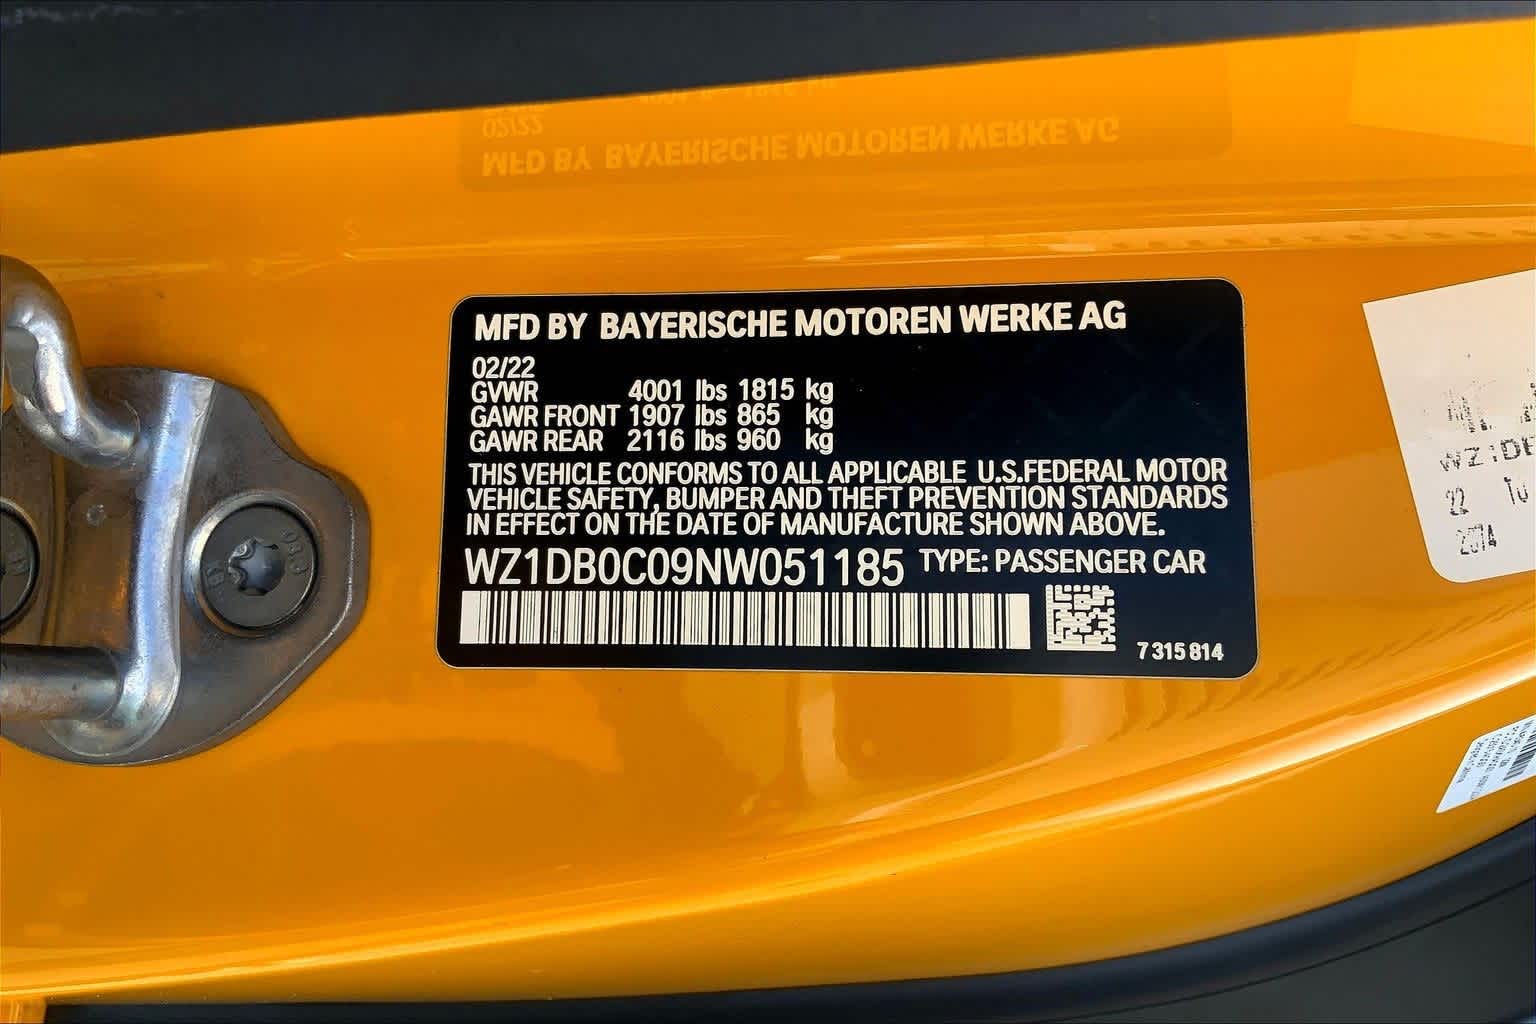 MFD BY BAYERISCHE MOTOREN WERKE AG
02/22
GVWR 4001 lbs 1815 kg
GAWR FRONT 1907 lbs 865 kg
GAWR REAR 2116 lbs 960 kg
THIS VEHICLE CONFORMS TO ALL APPLICABLE U.S.FEDERAL MOTOR
VEHICLE SAFETY, BUMPER AND THEFT PREVENTION STANDARDS
IN EFFECT ON THE DATE OF MANUFACTURE SHOWN ABOVE.
WZ1DB0C09NW051185 TYPE: PASSENGER CAR
7 315 814
22